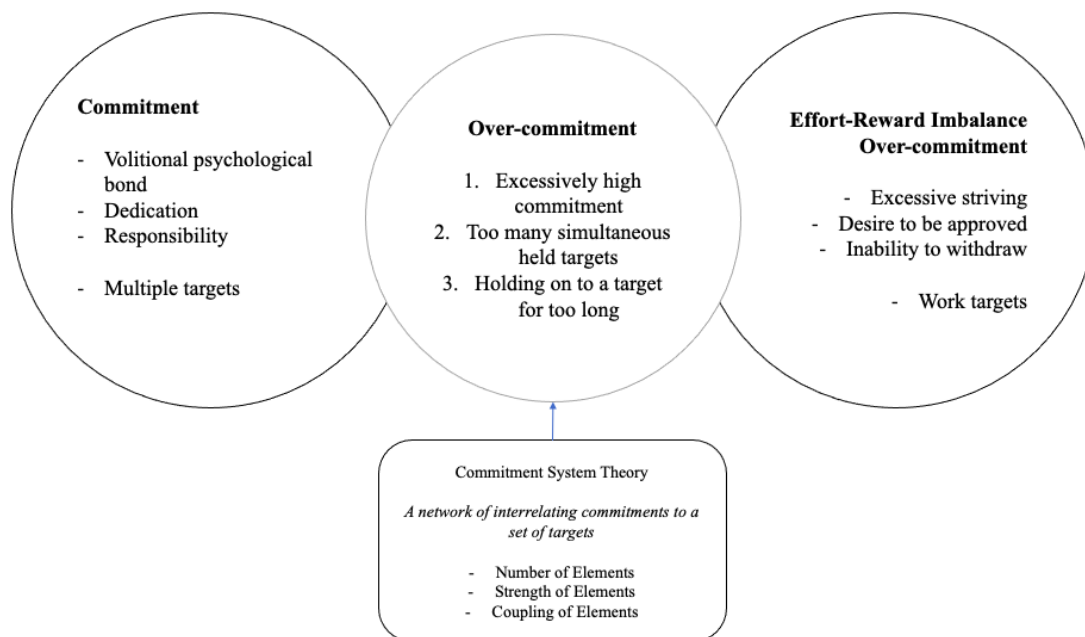 Commitment
- Volitional psychological
bond
- Dedication
- Responsibility
- Multiple targets
Over-commitment
1. Excessively high
commitment
2. Too many simultaneous
held targets
3. Holding on to a target
for too long
Effort-Reward Imbalance
Over-commitment
- Excessive striving
- Desire to be approved
- Inability to withdraw
- Work targets
Commitment System Theory
A network of interrelating commitments to a
set of targets
- Number of Elements
- Strength of Elements
- Coupling of Elements